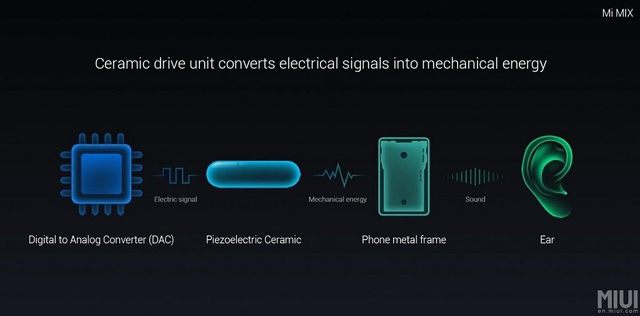 Mi MIX
Ceramic drive unit converts electrical signals into mechanical energy
Electric signal
Mechanical energy
Sound
Digital to Analog Converter (DAC)
Piezoelectric Ceramic
Phone metal frame
Ear
MIUI
en.miui.com